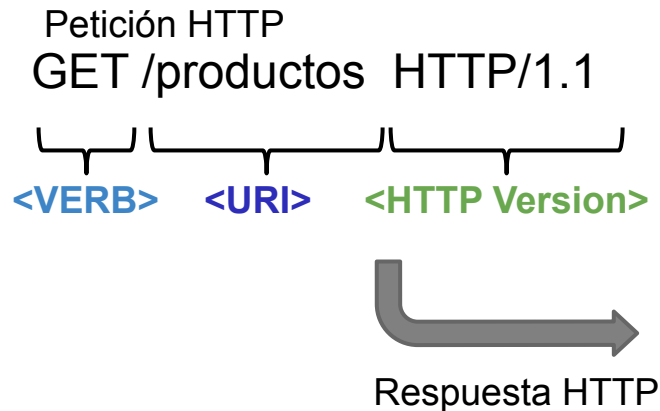 Petición HTTP
GET /productos HTTP/1.1
<VERB> <URI> <HTTP Version>
Respuesta HTTP